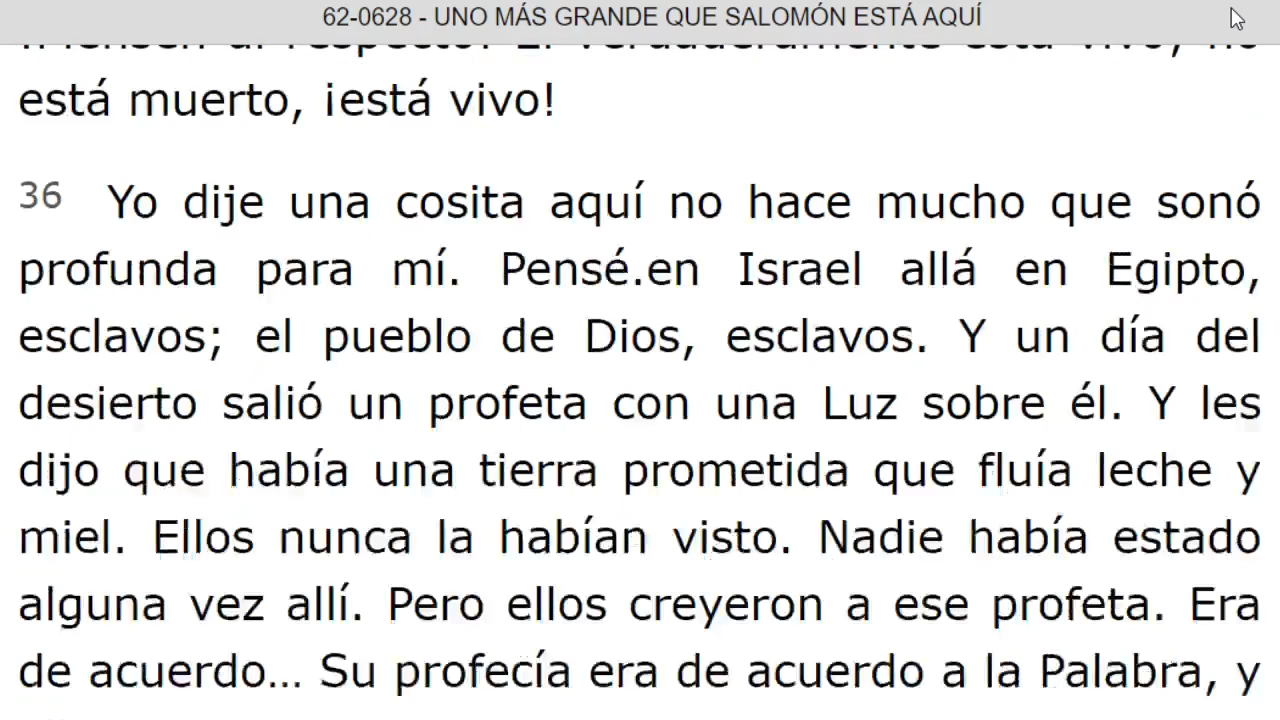 62-0628 - UNO MÁS GRANDE QUE SALOMÓN ESTÁ AQUÍ
está muerto, ¡está vivo!
36 Yo dije una cosita aquí no hace mucho que sonó
profunda para mí. Pensé.en Israel allá en Egipto,
esclavos; el pueblo de Dios, esclavos. Y un día del
desierto salió un profeta con una Luz sobre él. Y les
dijo que había una tierra prometida que fluía leche y
miel. Ellos nunca la habían visto. Nadie había estado
alguna vez allí. Pero ellos creyeron a ese profeta. Era
de acuerdo... Su profecía era de acuerdo a la Palabra, y